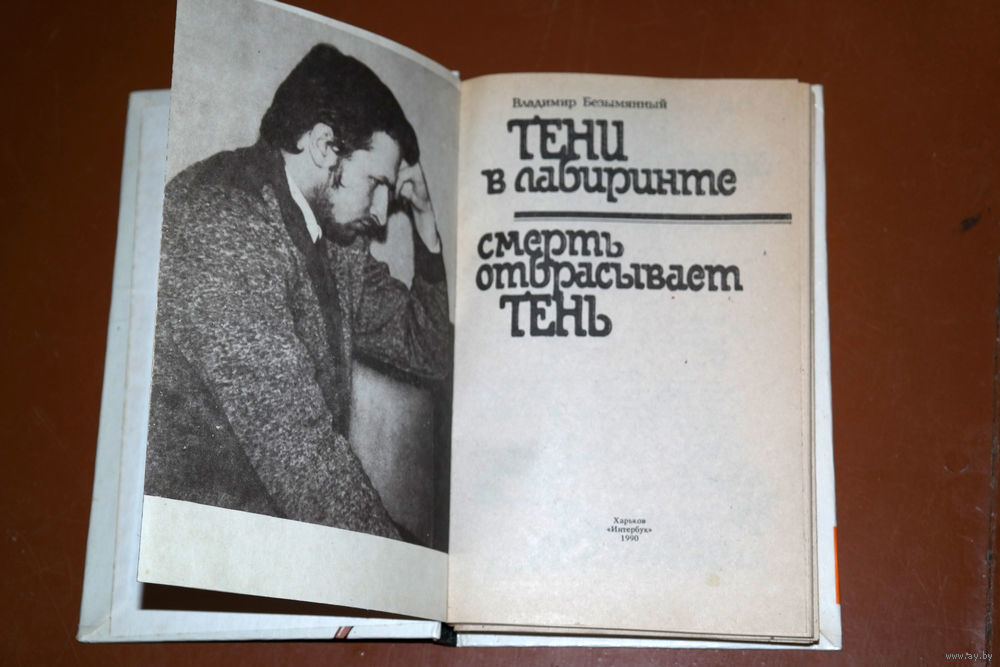 Владимир Безымянный
ТЕНИ
в лабиринте
смерть
отбрасывает
ТЕНЬ
Харьков
«Интербук»
1990
www.ay.by